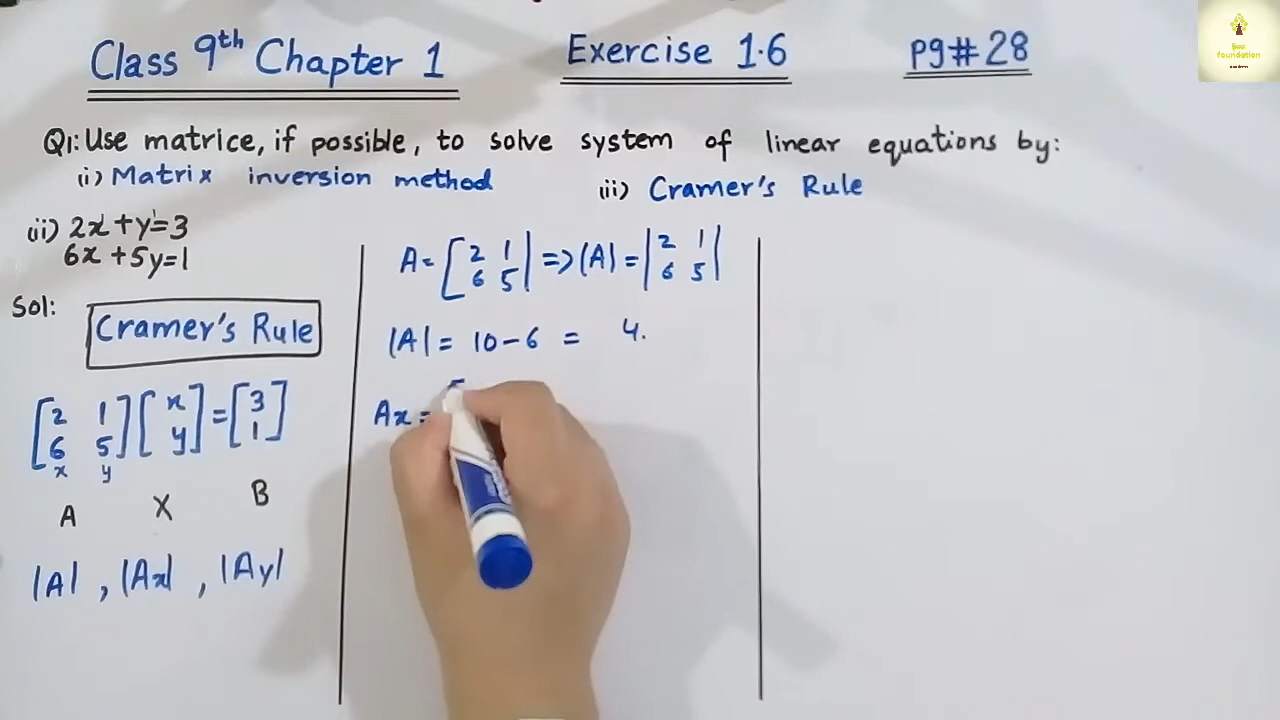 Class 9th Chapter 1
Exercise 1.6
Pg#28
foundation
Q1: Use matrice, if possible, to solve system of linear equations by:
(i) Matrix inversion method
(ii) Cramer's Rule
(ii) 2x+y=3
6x+5y=1
Sol:
Cramer's Rule
[2 1] [x] = [3]
[6 5] [y] [1]
x y
A X B
|A| , |Ax| , |Ay|
A = [2 1| => (A) = |2 1|
[6 5| |6 5|
|A| = 10-6 = 4.
Ax =